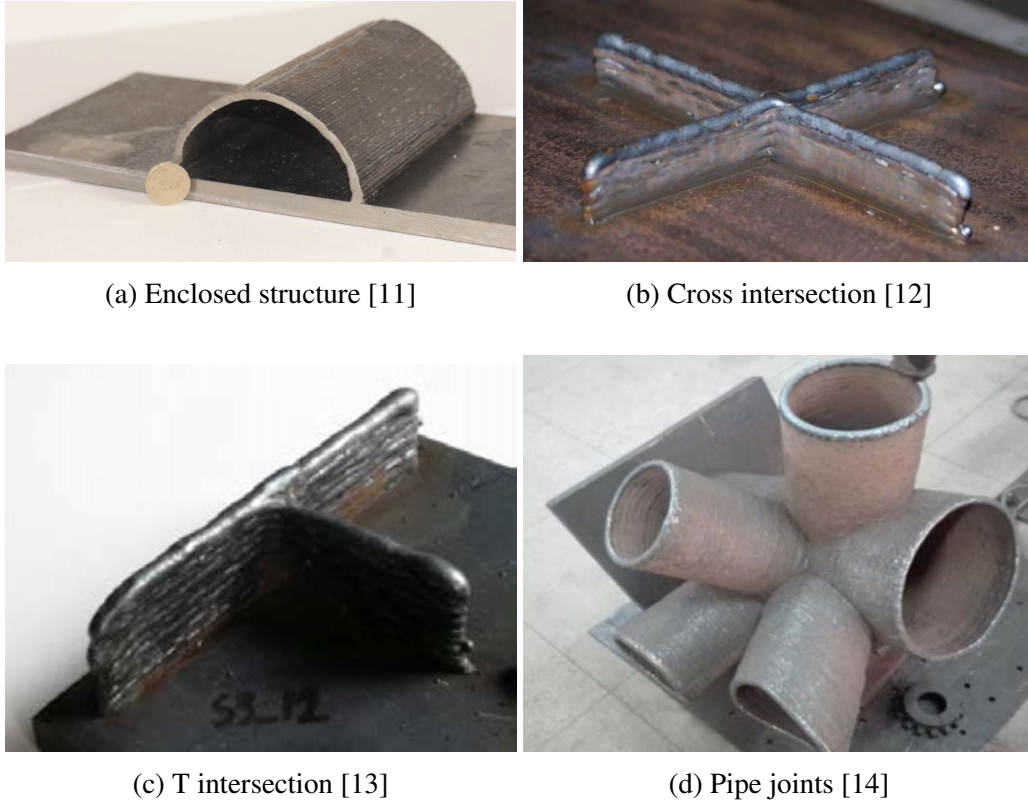 (a) Enclosed structure [11]
(b) Cross intersection [12]
S3_12
(c) T intersection [13]
(d) Pipe joints [14]